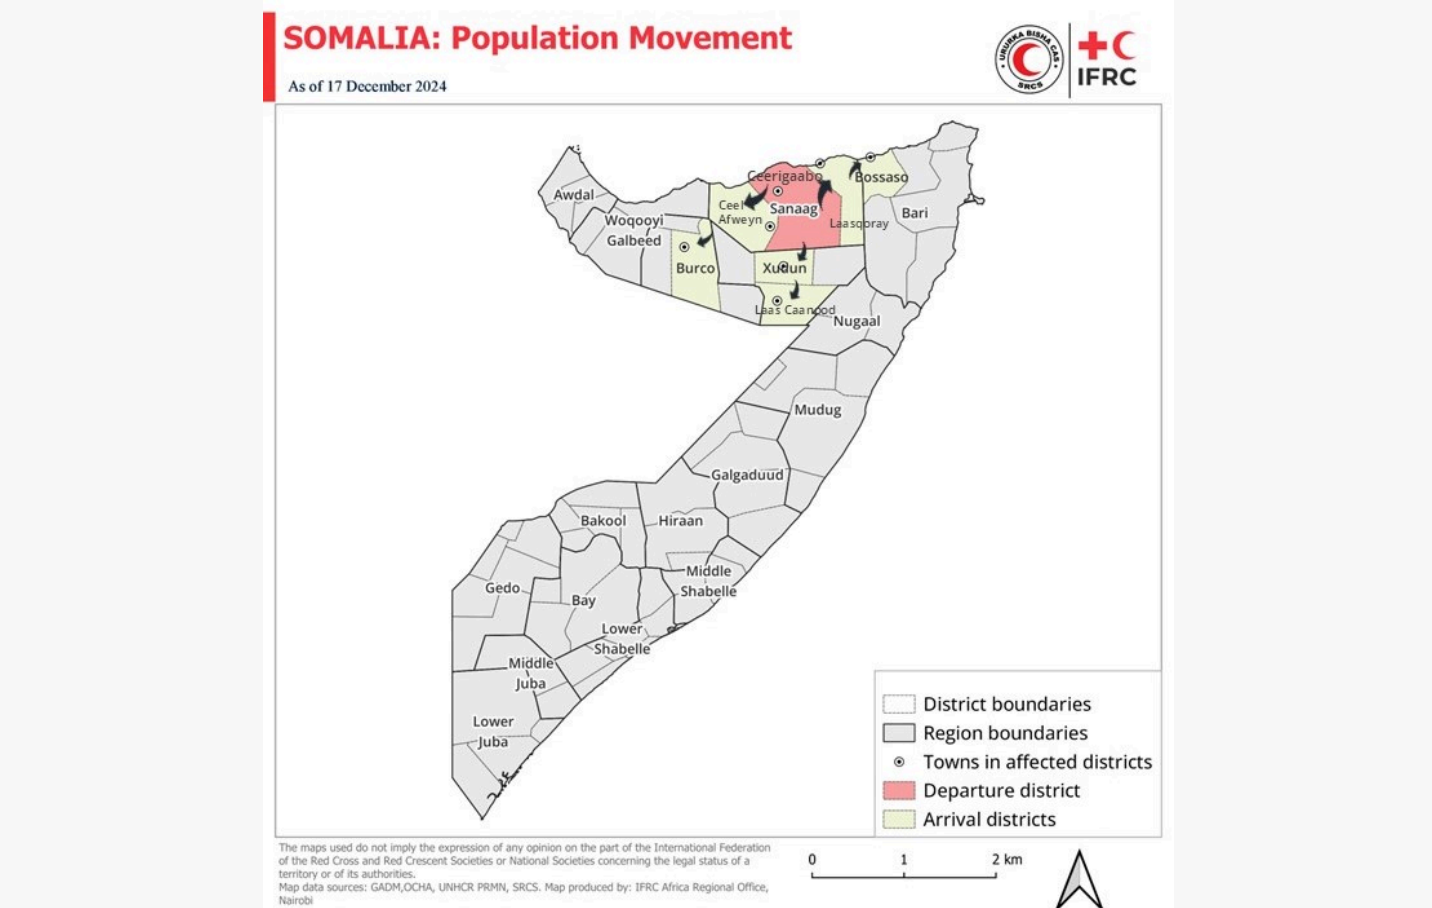 SOMALIA: Population Movement
As of 17 December 2024
URURKA BISHA CAS
SRCS
IFRC
Ceerigaabo
Bossaso
Awdal
Ceel
Afweyn
Sanaag
Bari
Woqooyi
Galbeed
Laasqoray
Burco
Xudun
Laas Caanood
Nugaal
Mudug
Galgaduud
Bakool
Hiraan
Middle
Shabelle
Gedo
Bay
Lower
Shabelle
Middle
Juba
Lower
Juba
District boundaries
Region boundaries
Towns in affected districts
Departure district
Arrival districts
The maps used do not imply the expression of any opinion on the part of the International Federation
of the Red Cross and Red Crescent Societies or National Societies concerning the legal status of a
territory or of its authorities.
Map data sources: GADM,OCHA, UNHCR PRMN, SRCS. Map produced by: IFRC Africa Regional Office,
Nairobi
0 1 2 km